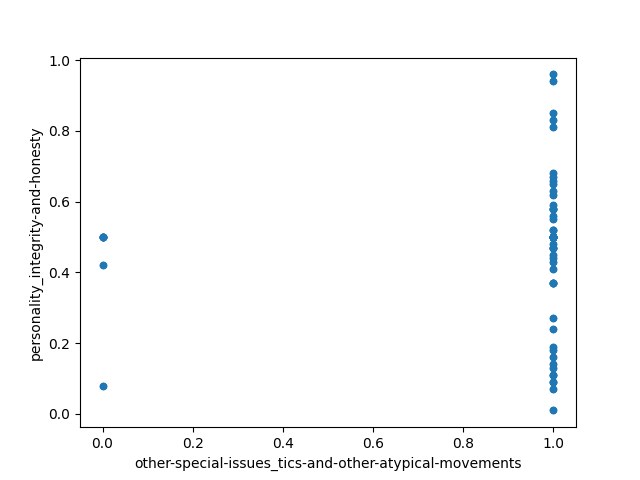 1.0
0.8
0.6
0.4
0.2
0.0
personality_integrity-and-honesty
0.0 0.2 0.4 0.6 0.8 1.0
other-special-issues_tics-and-other-atypical-movements